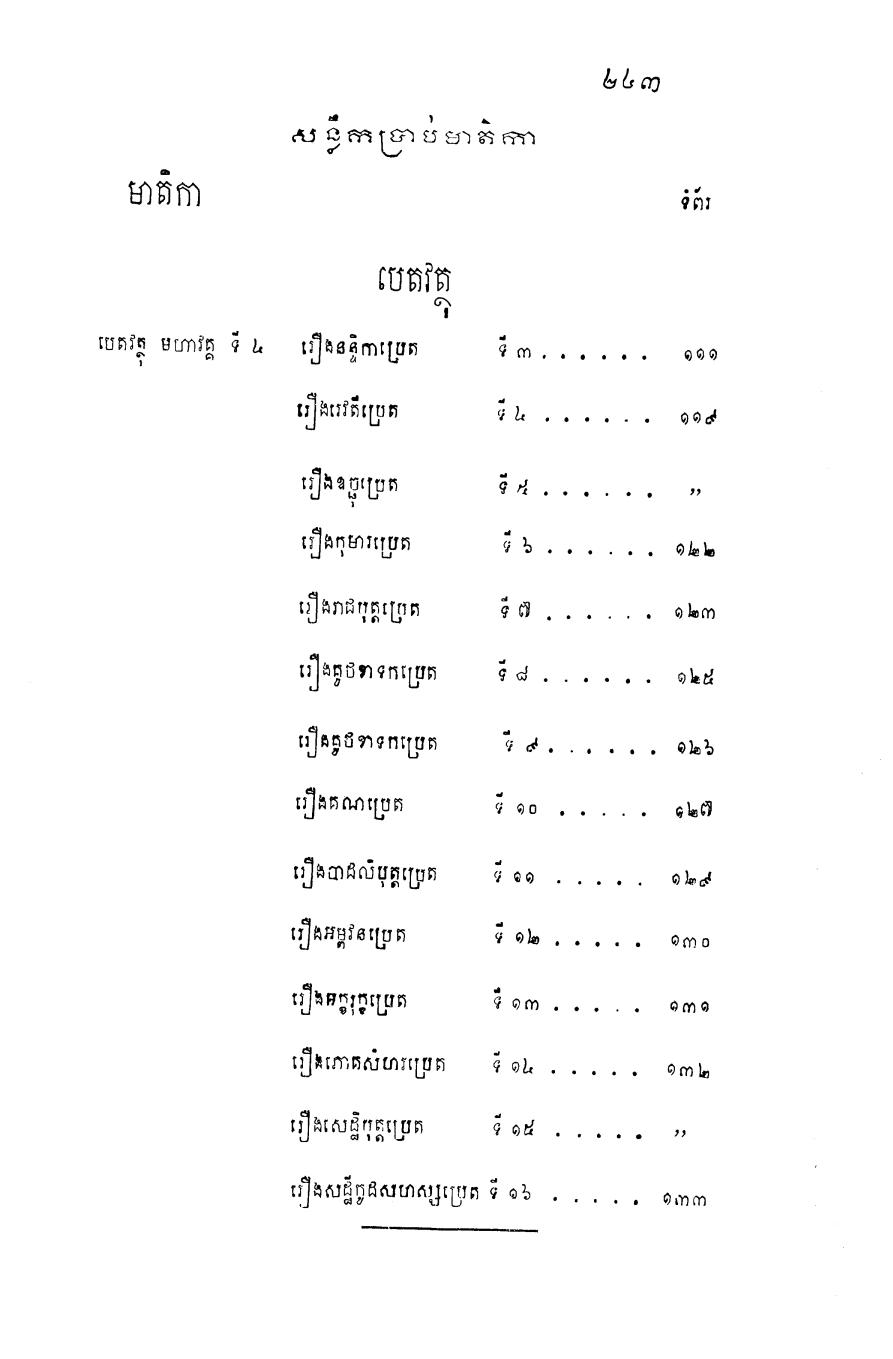 ២៤៣
សន្លឹកប្រាប់មាតិកា
មាតិកា ទំព័រ
បេតវត្ថុ
បេតវត្ថុ មហាវគ្គ ទី ៤ រឿងនន្ទិកាប្រេត ទី ៣ . . . . . . ១១១
រឿងរេវតីប្រេត ទី ៤ . . . . . . ១១៩
រឿងឧច្ឆុប្រេត ទី ៥ . . . . . . ,,
រឿងកុមារប្រេត ទី ៦ . . . . . . ១២២
រឿងរាជបុត្តប្រេត ទី ៧ . . . . . . ១២៣
រឿងគូថខាទកប្រេត ទី ៨ . . . . . . ១២៥
រឿងគូថខាទកប្រេត ទី ៩ . . . . . . ១២៦
រឿងគណប្រេត ទី ១០ . . . . . ១២៧
រឿងបាដលិបុត្តប្រេត ទី ១១ . . . . . ១២៩
រឿងអម្ពវនប្រេត ទី ១២ . . . . . ១៣០
រឿងអក្ខរុក្ខប្រេត ទី ១៣ . . . . . ១៣១
រឿងភោគសំហរប្រេត ទី ១៤ . . . . . ១៣២
រឿងសេដ្ឋិបុត្តប្រេត ទី ១៥ . . . . . ,,
រឿងសដ្ឋីកូដសហស្សប្រេត ទី ១៦ . . . . . ១៣៣